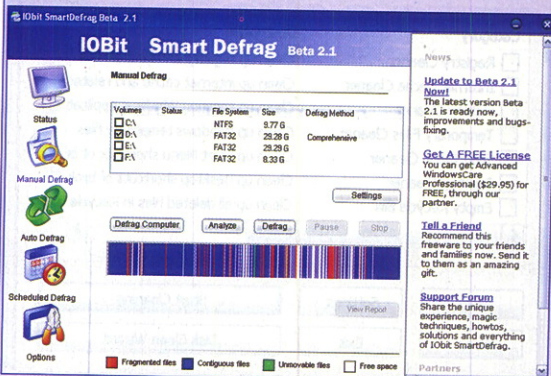 IObit SmartDefrag Beta 2.1
IOBit Smart Defrag Beta 2.1
Status
Manual Defrag
Auto Defrag
Scheduled Defrag
Options
Manual Defrag
Volumes Status File System Size Defrag Method
C:\ NTFS 9.77 G
D:\ FAT32 29.28 G Comprehensive
E:\ FAT32 29.29 G
F:\ FAT32 8.33 G
Settings
Defrag Computer Analyze Defrag Pause Stop
View Report
Fragmented files Contiguous files Unmovable files Free space
News
Update to Beta 2.1
Now!
The latest version Beta
2.1 is ready now with
improvements and bugs-
fixing.
Get A FREE License
You can get Advanced
WindowsCare
Professional ($29.95) for
FREE, through our
partner.
Tell a Friend
Recommend this
freeware to your friends
and families now. Send it
to them as an amazing
gift.
Support Forum
Share the unique
experience, magic
techniques, howtos,
solutions and everything
of IObit SmartDefrag.
Partners